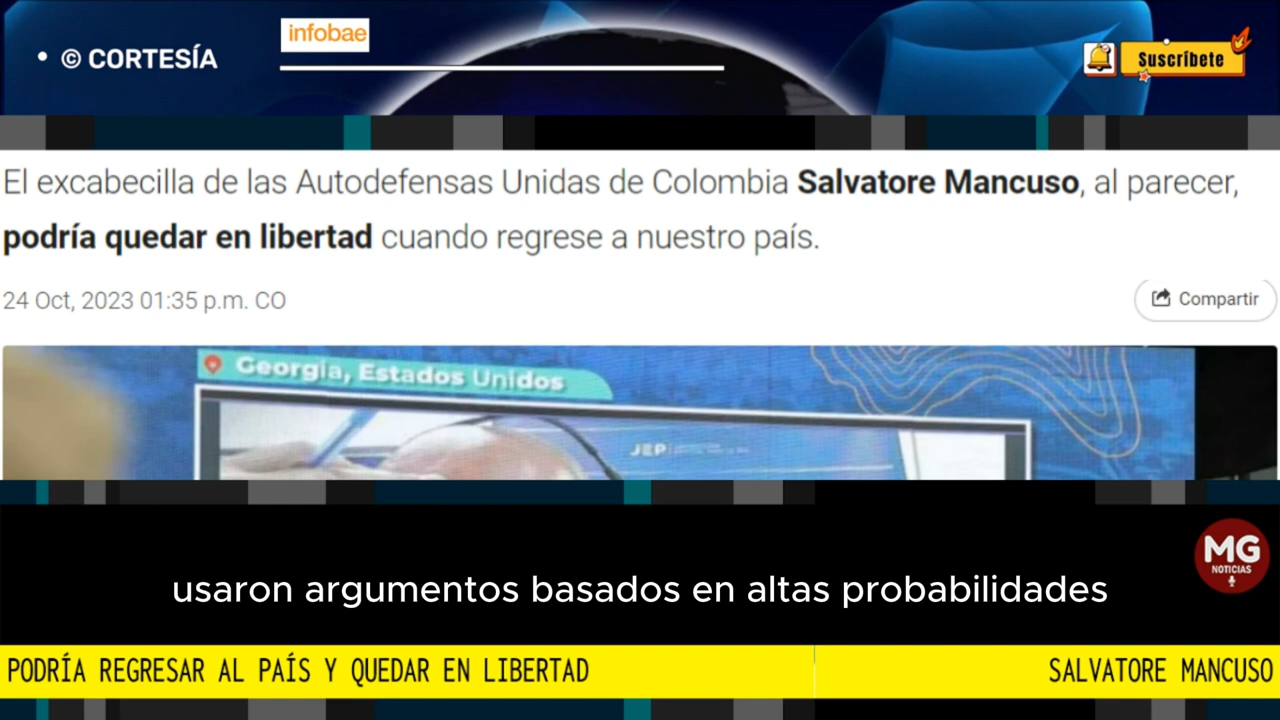 • © CORTESÍA
infobae
Suscríbete
El excabecilla de las Autodefensas Unidas de Colombia Salvatore Mancuso, al parecer,
podría quedar en libertad cuando regrese a nuestro país.
24 Oct, 2023 01:35 p.m. CO
Compartir
Georgia, Estados Unidos
JEP
usaron argumentos basados en altas probabilidades
MG
NOTICIAS
PODRÍA REGRESAR AL PAÍS Y QUEDAR EN LIBERTAD
SALVATORE MANCUSO